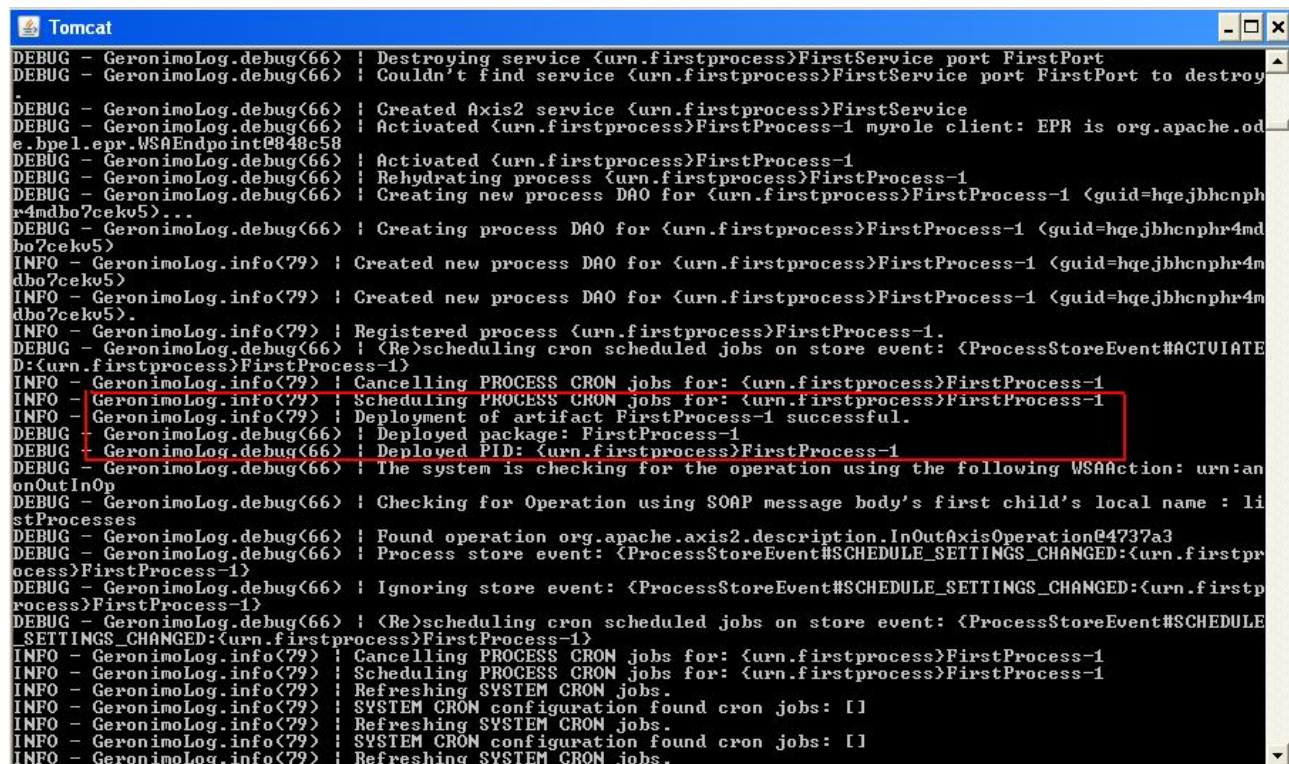 Tomcat
DEBUG - GeronimoLog.debug(66) | Destroying service {urn.firstprocess}FirstService port FirstPort
DEBUG - GeronimoLog.debug(66) | Couldn't find service {urn.firstprocess}FirstService port FirstPort to destroy
.
DEBUG - GeronimoLog.debug(66) | Created Axis2 service {urn.firstprocess}FirstService
DEBUG - GeronimoLog.debug(66) | Activated {urn.firstprocess}FirstProcess-1 myrole client: EPR is org.apache.od
e.bpel.epr.WSAEndpoint@848c58
DEBUG - GeronimoLog.debug(66) | Activated {urn.firstprocess}FirstProcess-1
DEBUG - GeronimoLog.debug(66) | Rehydrating process {urn.firstprocess}FirstProcess-1
DEBUG - GeronimoLog.debug(66) | Creating new process DAO for {urn.firstprocess}FirstProcess-1 (guid=hqejbhcnph
r4mdbo7cekv5)...
DEBUG - GeronimoLog.debug(66) | Creating process DAO for {urn.firstprocess}FirstProcess-1 (guid=hqejbhcnphr4md
bo7cekv5)
INFO - GeronimoLog.info(79) | Created new process DAO for {urn.firstprocess}FirstProcess-1 (guid=hqejbhcnphr4m
dbo7cekv5)
INFO - GeronimoLog.info(79) | Created new process DAO for {urn.firstprocess}FirstProcess-1 (guid=hqejbhcnphr4m
dbo7cekv5).
INFO - GeronimoLog.info(79) | Registered process {urn.firstprocess}FirstProcess-1.
DEBUG - GeronimoLog.debug(66) | (Re)scheduling cron scheduled jobs on store event: {ProcessStoreEvent#ACTVIATE
D:{urn.firstprocess}FirstProcess-1}
INFO - GeronimoLog.info(79) | Cancelling PROCESS CRON jobs for: {urn.firstprocess}FirstProcess-1
INFO - GeronimoLog.info(79) | Scheduling PROCESS CRON jobs for: {urn.firstprocess}FirstProcess-1
INFO - GeronimoLog.info(79) | Deployment of artifact FirstProcess-1 successful.
DEBUG - GeronimoLog.debug(66) | Deployed package: FirstProcess-1
DEBUG - GeronimoLog.debug(66) | Deployed PID: {urn.firstprocess}FirstProcess-1
DEBUG - GeronimoLog.debug(66) | The system is checking for the operation using the following WSAAction: urn:an
onOutInOp
DEBUG - GeronimoLog.debug(66) | Checking for Operation using SOAP message body's first child's local name : li
stProcesses
DEBUG - GeronimoLog.debug(66) | Found operation org.apache.axis2.description.InOutAxisOperation@4737a3
DEBUG - GeronimoLog.debug(66) | Process store event: {ProcessStoreEvent#SCHEDULE_SETTINGS_CHANGED:{urn.firstpr
ocess}FirstProcess-1}
DEBUG - GeronimoLog.debug(66) | Ignoring store event: {ProcessStoreEvent#SCHEDULE_SETTINGS_CHANGED:{urn.firstp
rocess}FirstProcess-1}
DEBUG - GeronimoLog.debug(66) | (Re)scheduling cron scheduled jobs on store event: {ProcessStoreEvent#SCHEDULE
_SETTINGS_CHANGED:{urn.firstprocess}FirstProcess-1}
INFO - GeronimoLog.info(79) | Cancelling PROCESS CRON jobs for: {urn.firstprocess}FirstProcess-1
INFO - GeronimoLog.info(79) | Scheduling PROCESS CRON jobs for: {urn.firstprocess}FirstProcess-1
INFO - GeronimoLog.info(79) | Refreshing SYSTEM CRON jobs.
INFO - GeronimoLog.info(79) | SYSTEM CRON configuration found cron jobs: []
INFO - GeronimoLog.info(79) | Refreshing SYSTEM CRON jobs.
INFO - GeronimoLog.info(79) | SYSTEM CRON configuration found cron jobs: []
INFO - GeronimoLog.info(79) | Refreshing SYSTEM CRON jobs.